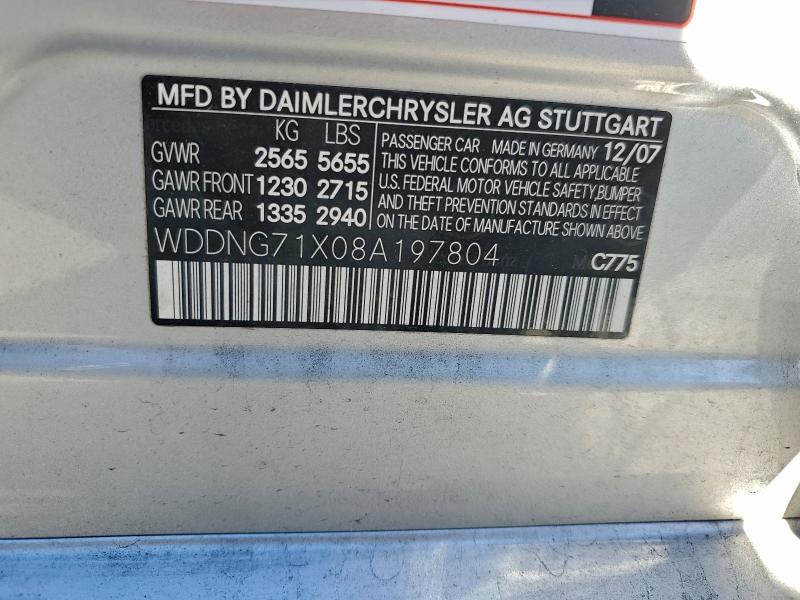 MFD BY DAIMLERCHRYSLER AG STUTTGART
KG LBS
GVWR 2565 5655
GAWR FRONT 1230 2715
GAWR REAR 1335 2940
PASSENGER CAR MADE IN GERMANY 12/07
THIS VEHICLE CONFORMS TO ALL APPLICABLE
U.S. FEDERAL MOTOR VEHICLE SAFETY,BUMPER
AND THEFT PREVENTION STANDARDS IN EFFECT
ON THE DATE OF MANUFACTURE SHOWN ABOVE
WDDNG71X08A197804
C775